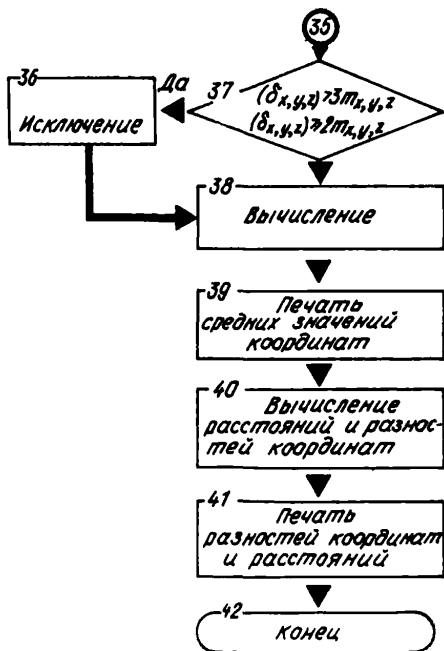 35
36
Да
37
(δx,y,z)>3mx,y,z
(δx,y,z)≥2mx,y,z
Исключение
38
Вычисление
39
Печать
средних значений
координат
40
Вычисление
расстояний и разнос-
тей координат
41
Печать
разностей координат
и расстояний
42
конец